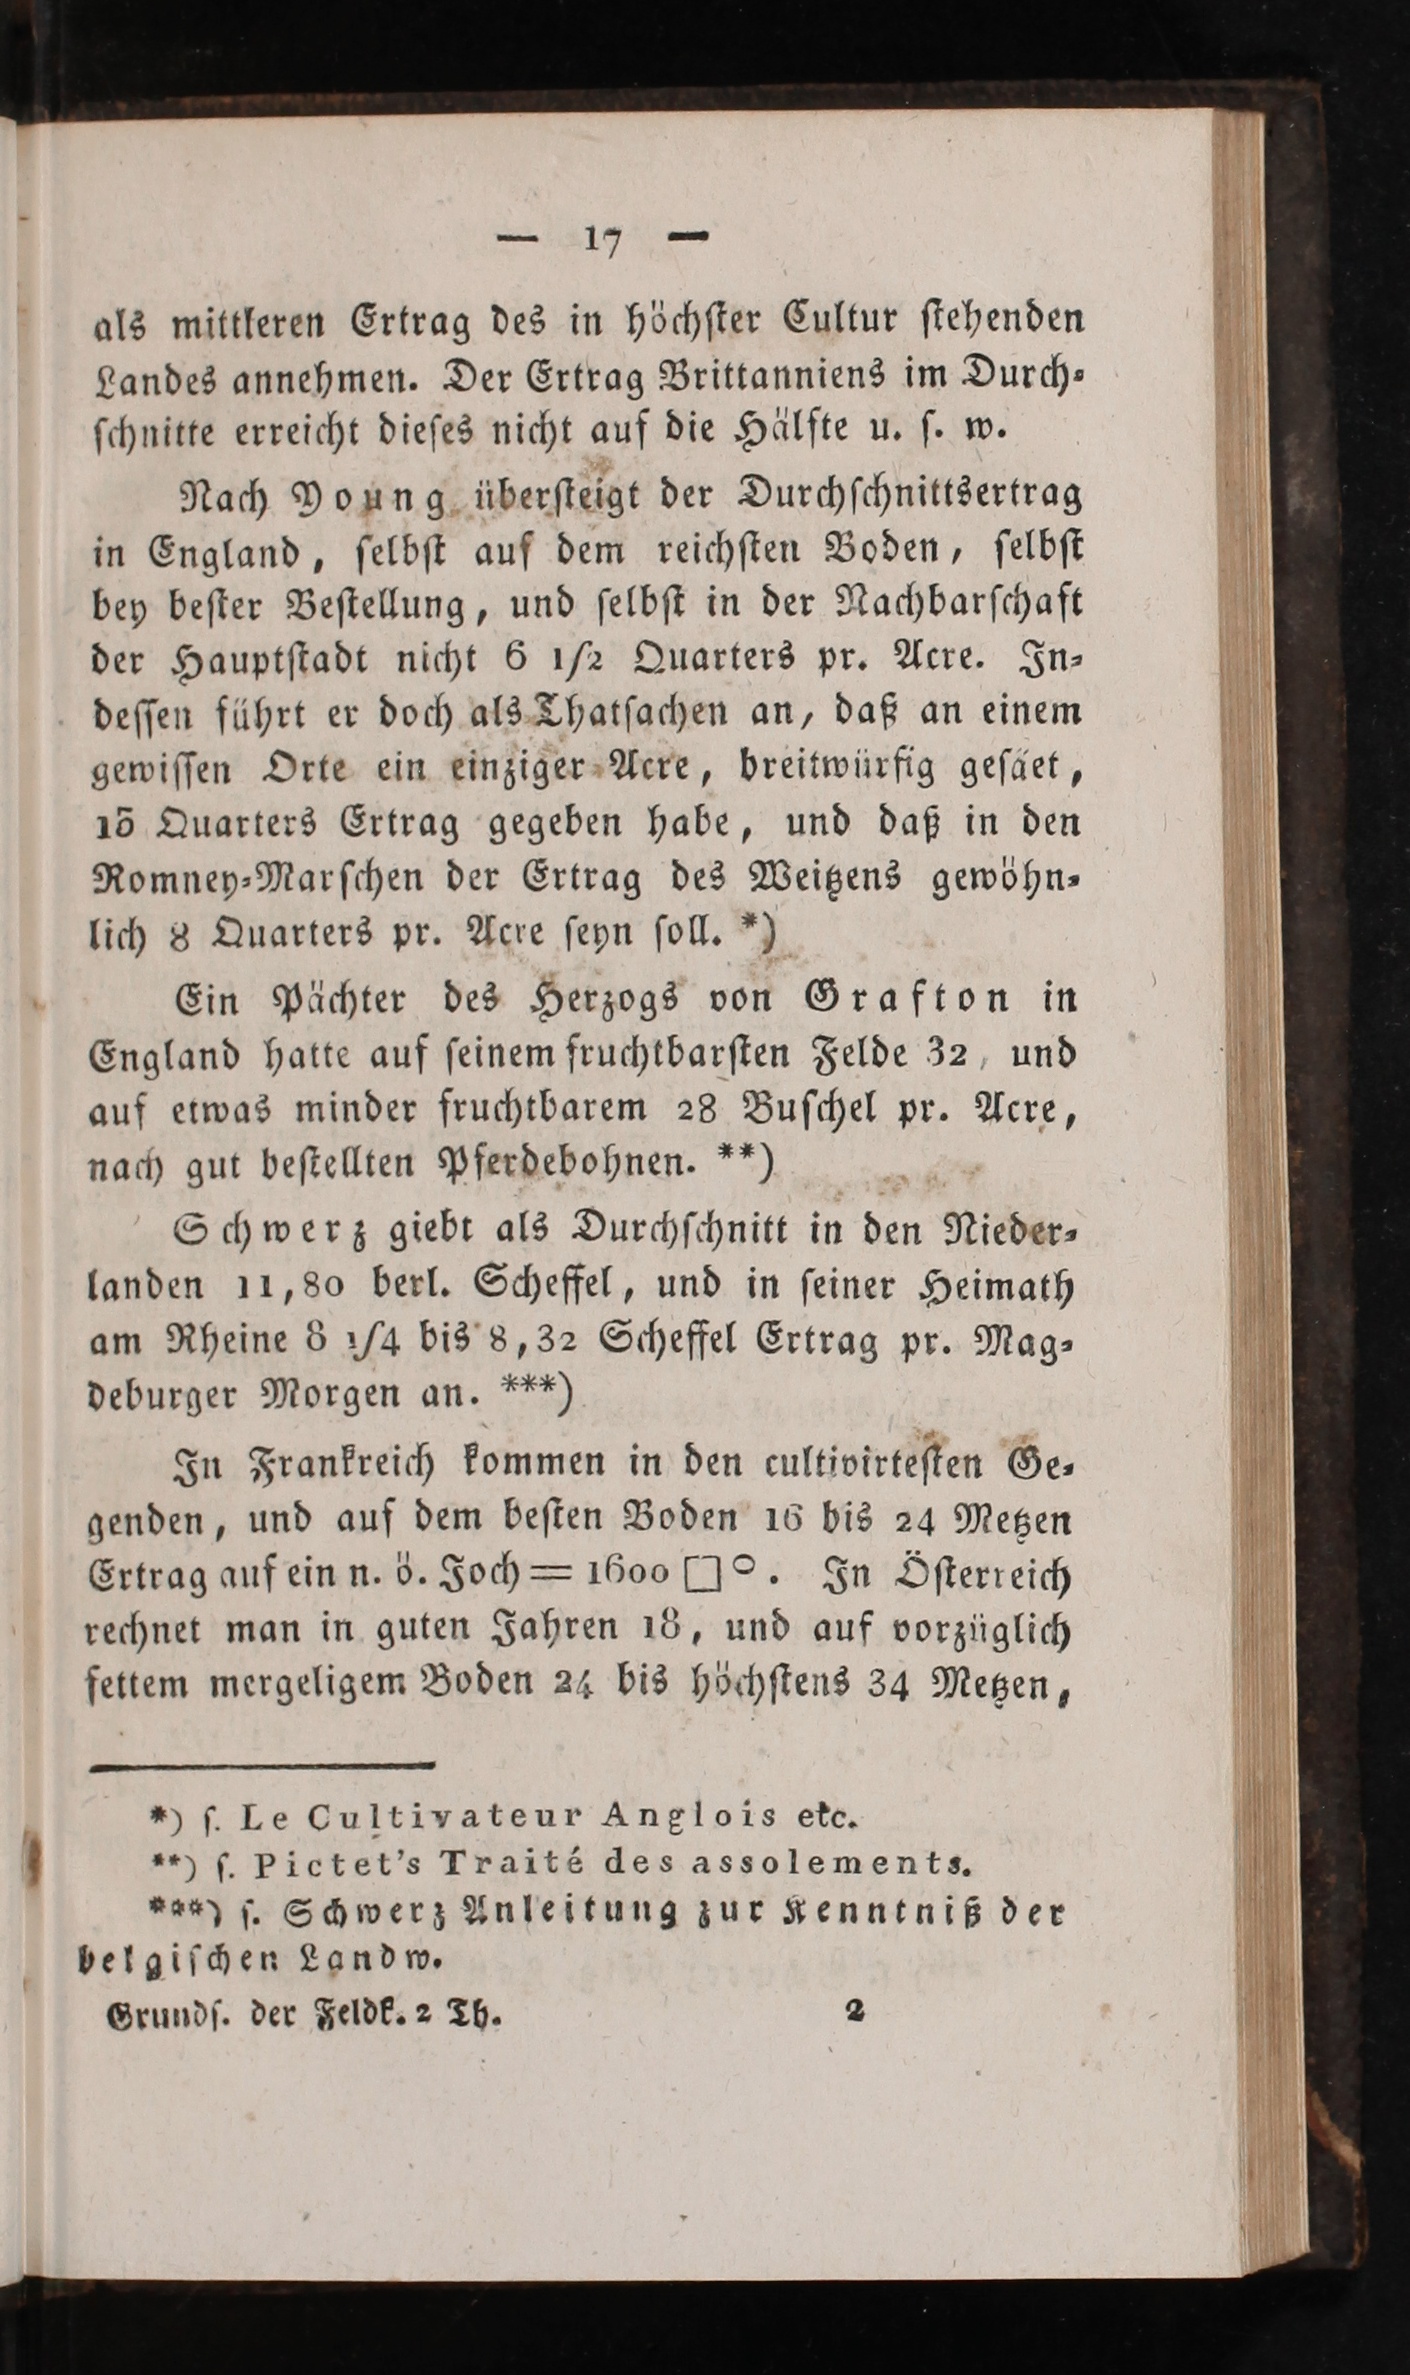 — 17 —
als mittleren Ertrag des in höchſter Cultur ſtehenden
Landes annehmen. Der Ertrag Brittanniens im Durch⸗
ſchnitte erreicht dieſes nicht auf die Hälfte u. ſ. w.
Nach Young überſteigt der Durchſchnittsertrag
in England, ſelbſt auf dem reichſten Boden, ſelbſt
bey beſter Beſtellung, und ſelbſt in der Nachbarſchaft
der Hauptſtadt nicht 6 1/2 Quarters pr. Acre. In⸗
deſſen führt er doch als Thatſachen an, daß an einem
gewiſſen Orte ein einziger Acre, breitwürfig geſäet,
15 Quarters Ertrag gegeben habe, und daß in den
Romney⸗Marſchen der Ertrag des Weitzens gewöhn⸗
lich 8 Quarters pr. Acre ſeyn ſoll. *)
Ein Pächter des Herzogs von Grafton in
England hatte auf ſeinem fruchtbarſten Felde 32, und
auf etwas minder fruchtbarem 28 Buſchel pr. Acre,
nach gut beſtellten Pferdebohnen. **)
Schwerz giebt als Durchſchnitt in den Nieder⸗
landen 11,80 berl. Scheffel, und in ſeiner Heimath
am Rheine 8 1/4 bis 8,32 Scheffel Ertrag pr. Mag⸗
deburger Morgen an. ***)
In Frankreich kommen in den cultivirteſten Ge⸗
genden, und auf dem beſten Boden 16 bis 24 Metzen
Ertrag auf ein n. ö. Joch = 1600 □°. In Öſterreich
rechnet man in guten Jahren 18, und auf vorzüglich
fettem mergeligem Boden 24 bis höchſtens 34 Metzen,
*) ſ. Le Cultivateur Anglois etc.
**) ſ. Pictet's Traité des assolements.
***) ſ. Schwerz Anleitung zur Kenntniß der
belgiſchen Landw.
Grundſ. der Feldk. 2 Th. 2